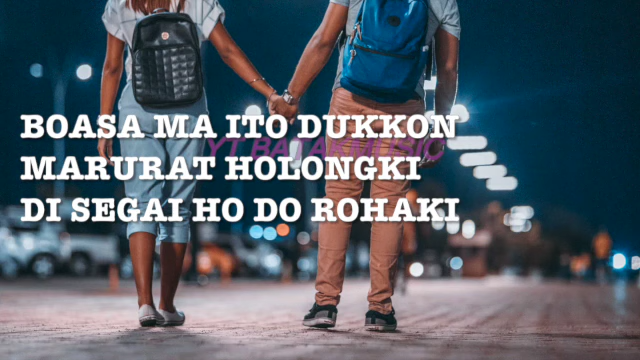 BOASA MA ITO DUKKON
YT BATAKMUSIC
MARURAT HOLONGKI
DI SEGAI HO DO ROHAKI